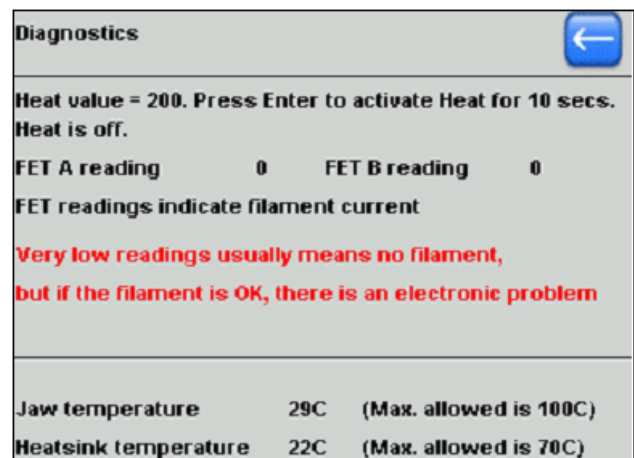 Diagnostics
Heat value = 200. Press Enter to activate Heat for 10 secs.
Heat is off.
FET A reading 0 FET B reading 0
FET readings indicate filament current
Very low readings usually means no filament,
but if the filament is OK, there is an electronic problem
Jaw temperature 29C (Max. allowed is 100C)
Heatsink temperature 22C (Max. allowed is 70C)